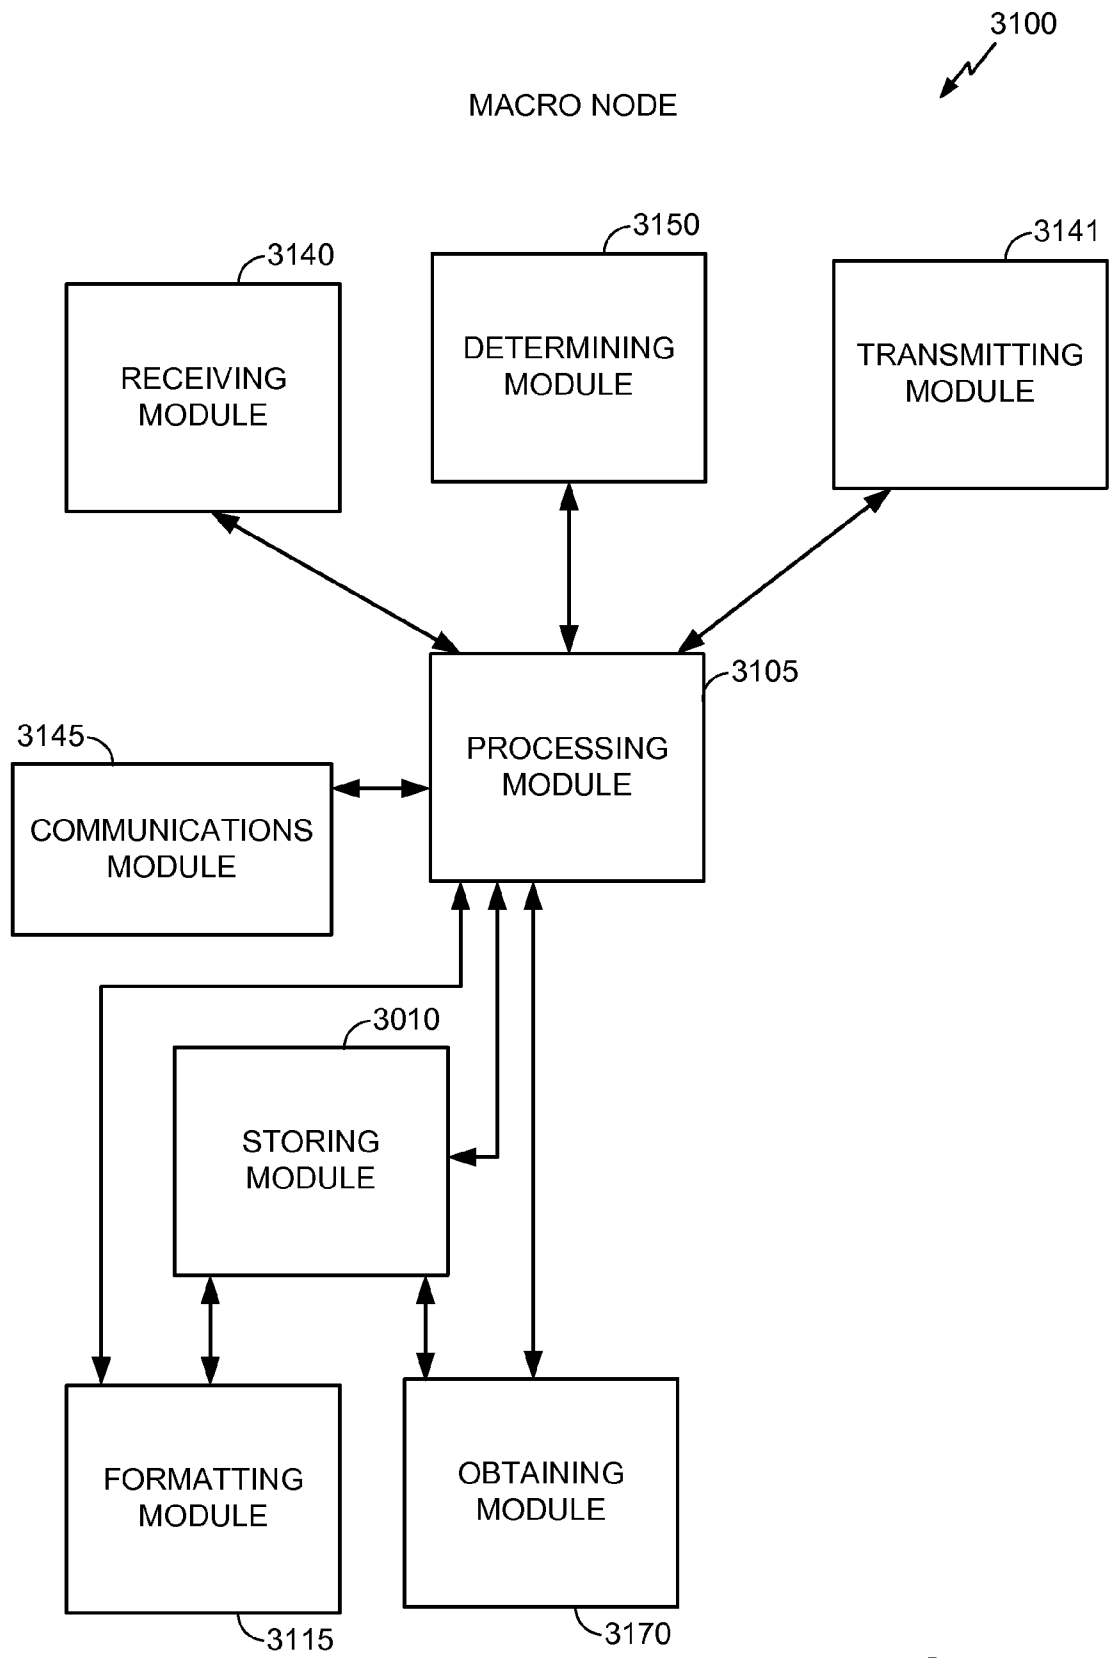 3100
MACRO NODE
3140
3150
3141
RECEIVING
MODULE
DETERMINING
MODULE
TRANSMITTING
MODULE
3105
PROCESSING
MODULE
3145
COMMUNICATIONS
MODULE
3010
STORING
MODULE
FORMATTING
MODULE
OBTAINING
MODULE
3115
3170